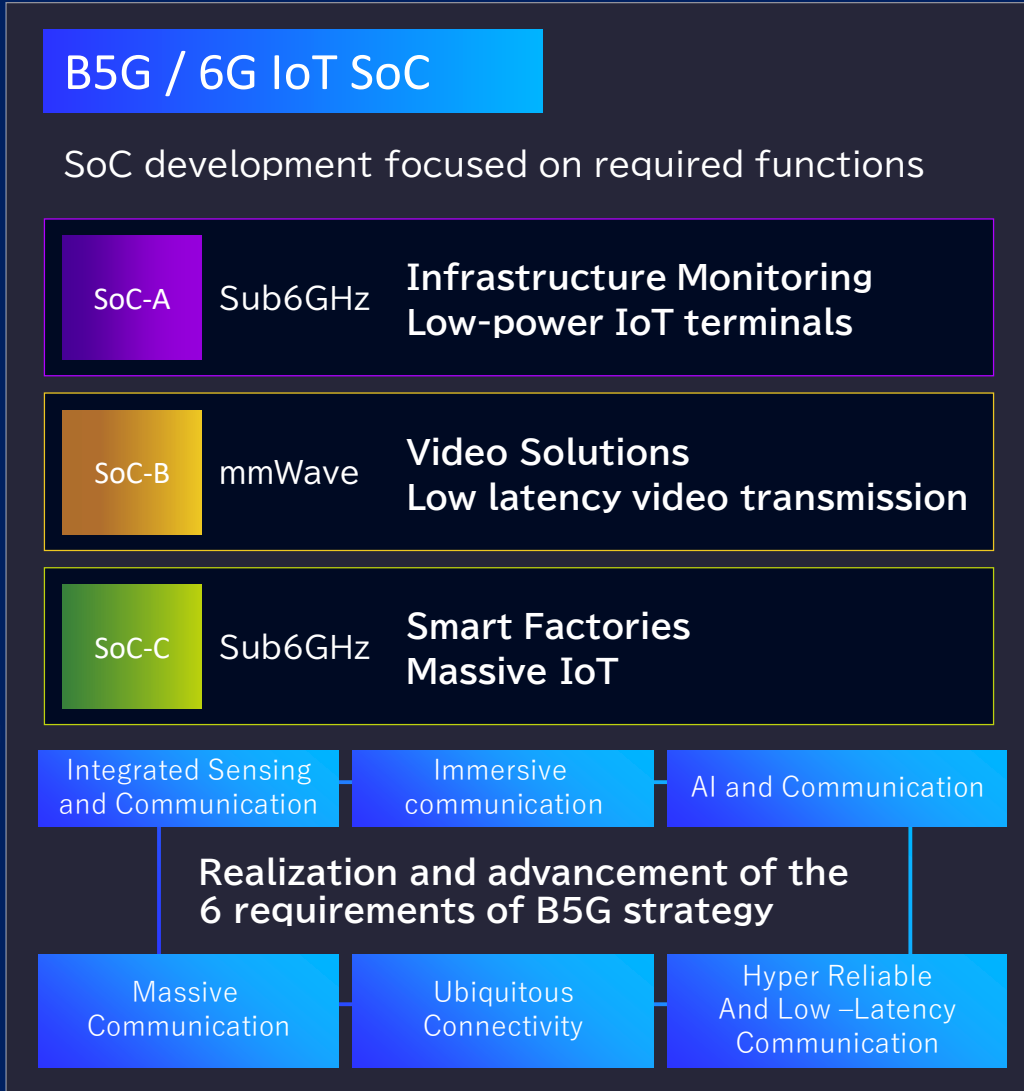 B5G / 6G IoT SoC
SoC development focused on required functions
SoC-A
Sub6GHz
Infrastructure Monitoring
Low-power IoT terminals
SoC-B
mmWave
Video Solutions
Low latency video transmission
SoC-C
Sub6GHz
Smart Factories
Massive IoT
Integrated Sensing
and Communication
Immersive
communication
AI and Communication
Realization and advancement of the
6 requirements of B5G strategy
Massive
Communication
Ubiquitous
Connectivity
Hyper Reliable
And Low –Latency
Communication